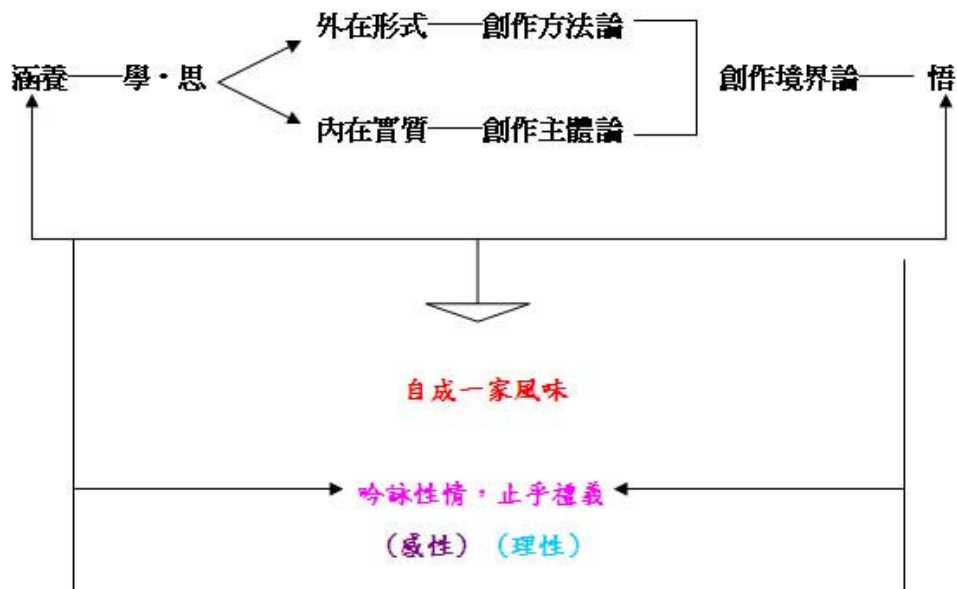 外在形式 創作方法論
涵養 學・思 創作境界論 悟
內在實質 創作主體論
自成一家風味
吟詠性情,止乎禮義
(感性) (理性)